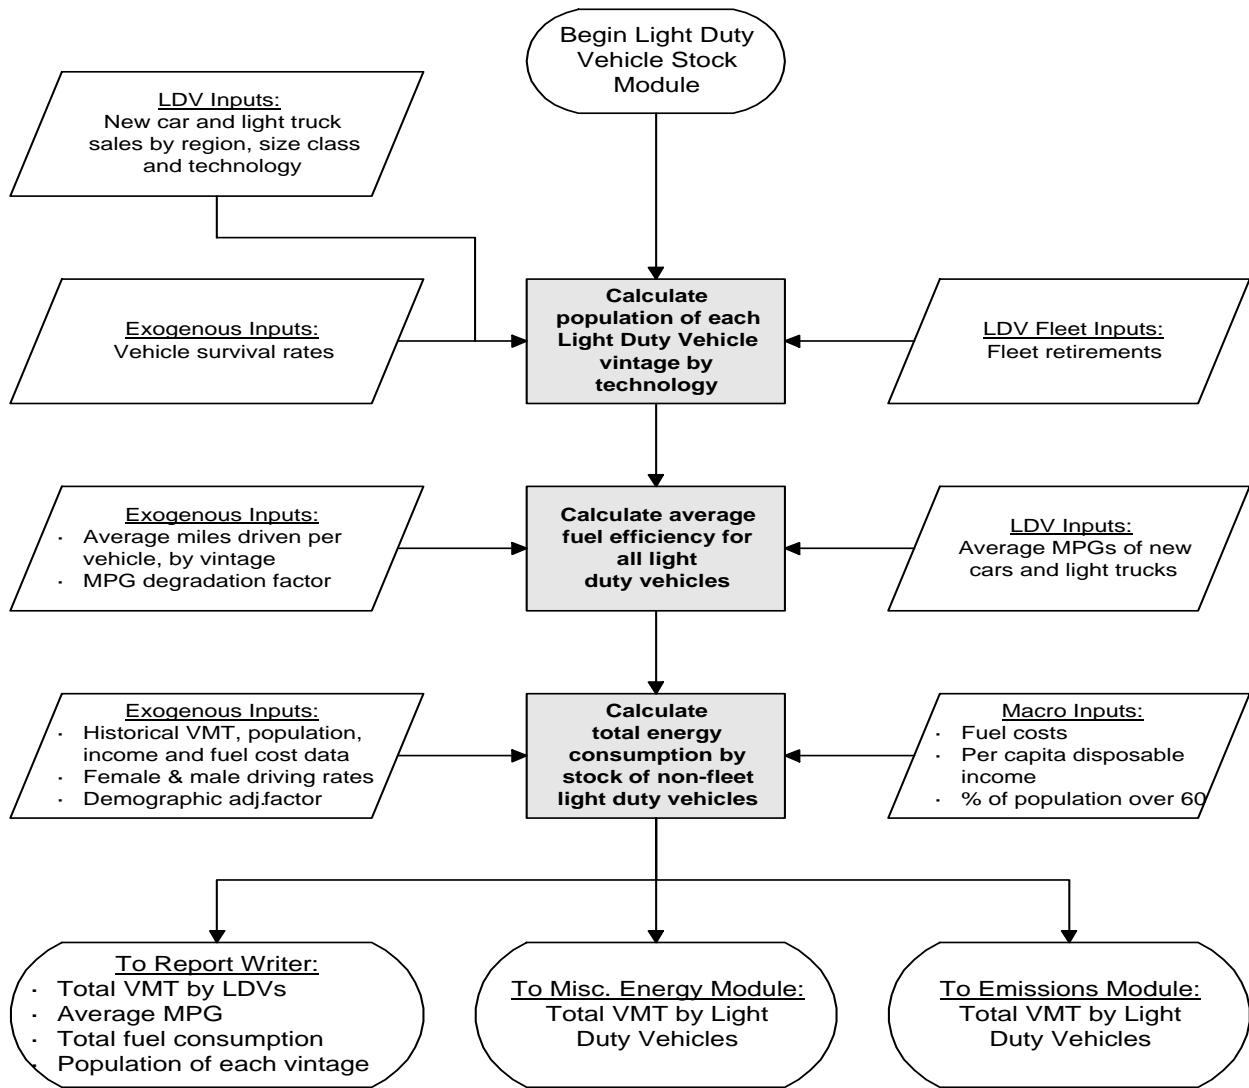 Begin Light Duty
Vehicle Stock
Module
LDV Inputs:
New car and light truck
sales by region, size class
and technology
Exogenous Inputs:
Vehicle survival rates
Calculate
population of each
Light Duty Vehicle
vintage by
technology
LDV Fleet Inputs:
Fleet retirements
Exogenous Inputs:
· Average miles driven per
vehicle, by vintage
· MPG degradation factor
Calculate average
fuel efficiency for
all light
duty vehicles
LDV Inputs:
Average MPGs of new
cars and light trucks
Exogenous Inputs:
· Historical VMT, population,
income and fuel cost data
· Female & male driving rates
· Demographic adj.factor
Calculate
total energy
consumption by
stock of non-fleet
light duty vehicles
Macro Inputs:
· Fuel costs
· Per capita disposable
income
· % of population over 60
To Report Writer:
· Total VMT by LDVs
· Average MPG
· Total fuel consumption
· Population of each vintage
To Misc. Energy Module:
Total VMT by Light
Duty Vehicles
To Emissions Module:
Total VMT by Light
Duty Vehicles